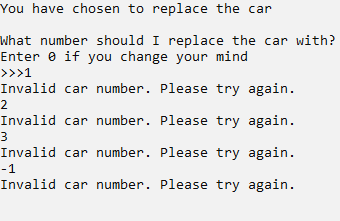 You have chosen to replace the car
What number should I replace the car with?
Enter 0 if you change your mind
>>>1
Invalid car number. Please try again.
2
Invalid car number. Please try again.
3
Invalid car number. Please try again.
-1
Invalid car number. Please try again.